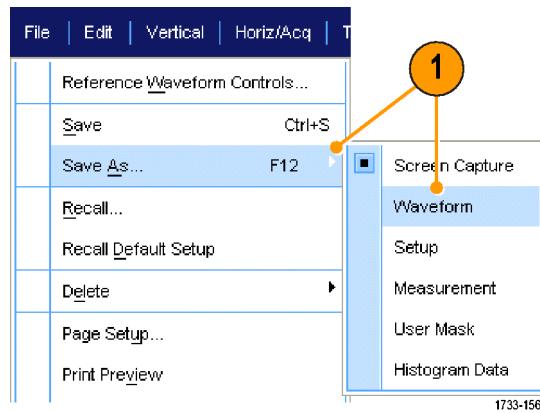 File | Edit | Vertical | Horiz/Acq | T
1
Reference Waveform Controls...
Save Ctrl+S
Save As... F12
Recall...
Recall Default Setup
Delete
Page Setup...
Print Preview
Screen Capture
Waveform
Setup
Measurement
User Mask
Histogram Data
1733-156